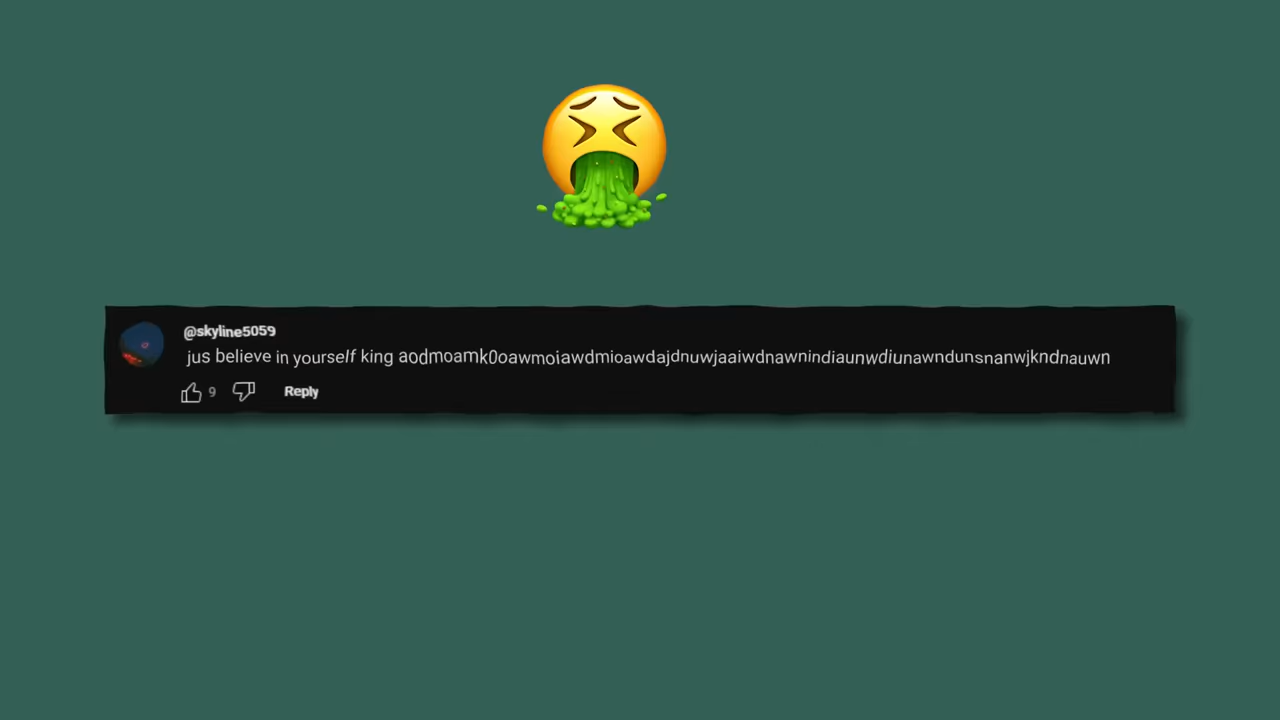 @skyline5059
jus believe in yourself king aodmoamk0oawmoiawdmioawdajdnuwjaaiwdnawnindiaunwdiunawndunsnanwjkndnauwn
9
Reply